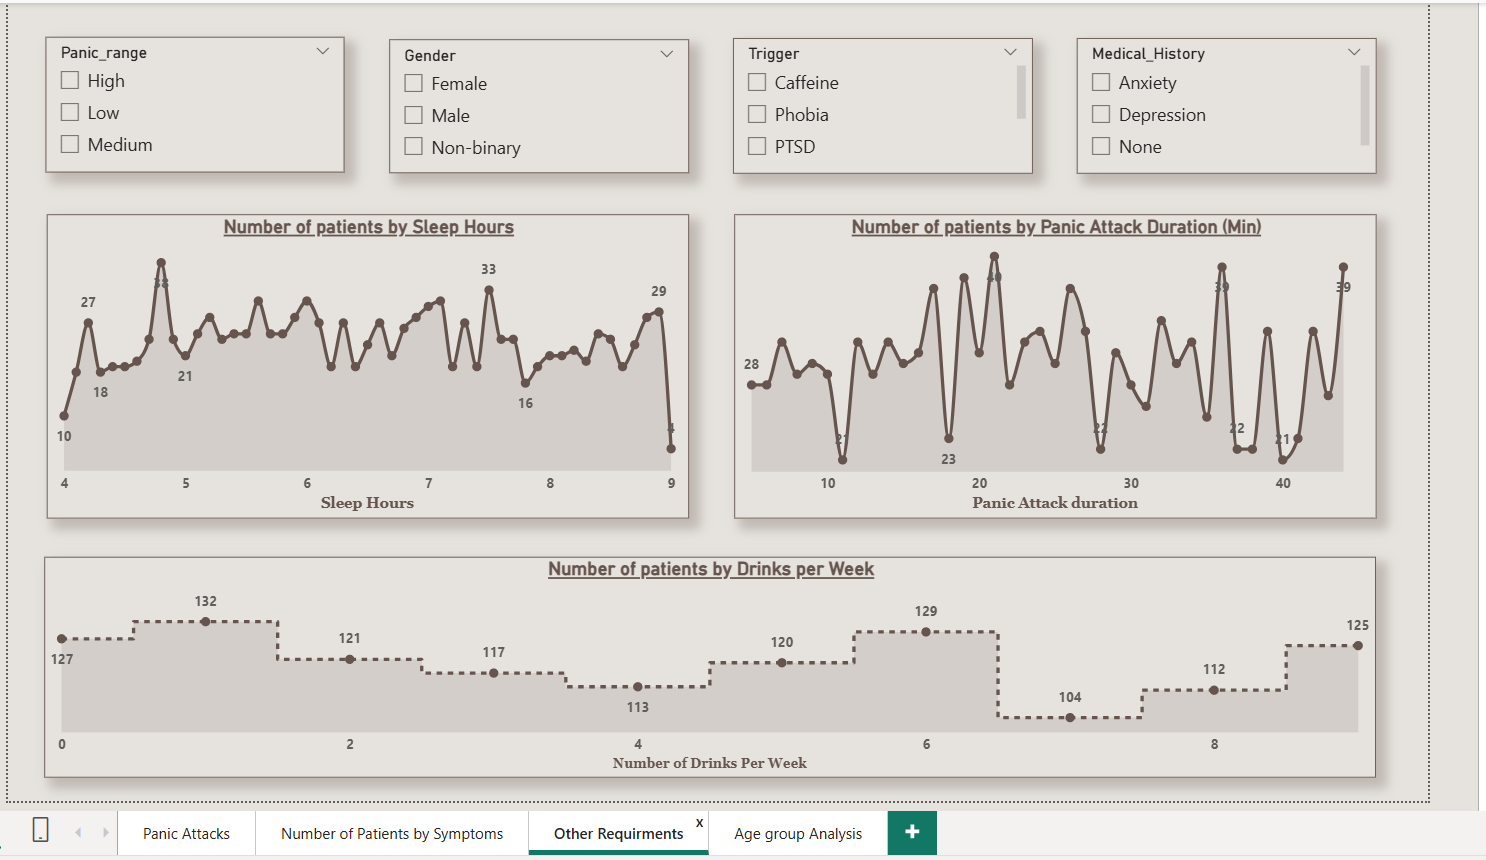 Panic_range
High
Low
Medium
Gender
Female
Male
Non-binary
Trigger
Caffeine
Phobia
PTSD
Medical_History
Anxiety
Depression
None
Number of patients by Sleep Hours
27
38
33
29
18
21
16
10
4
4 5 6 7 8 9
Sleep Hours
Number of patients by Panic Attack Duration (Min)
40
39
39
28
21
23
22
22
21
10 20 30 40
Panic Attack duration
Number of patients by Drinks per Week
127
132
121
117
113
120
129
104
112
125
0 2 4 6 8
Number of Drinks Per Week
Panic Attacks
Number of Patients by Symptoms
Other Requirments
x
Age group Analysis
+